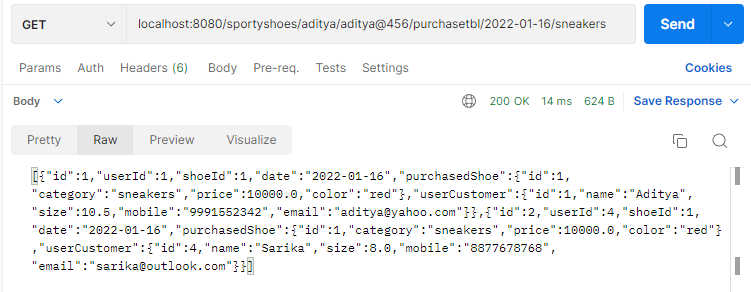 GET localhost:8080/sportyshoes/aditya/aditya@456/purchasetbl/2022-01-16/sneakers Send
Params Auth Headers (6) Body Pre-req. Tests Settings Cookies
Body 200 OK 14 ms 624 B Save Response
Pretty Raw Preview Visualize
[{"id":1,"userId":1,"shoeId":1,"date":"2022-01-16","purchasedShoe":{"id":1,
"category":"sneakers","price":10000.0,"color":"red"},"userCustomer":{"id":1,"name":"Aditya",
"size":10.5,"mobile":"9991552342","email":"aditya@yahoo.com"}},{"id":2,"userId":4,"shoeId":1,
"date":"2022-01-16","purchasedShoe":{"id":1,"category":"sneakers","price":10000.0,"color":"red"}
,"userCustomer":{"id":4,"name":"Sarika","size":8.0,"mobile":"8877678768",
"email":"sarika@outlook.com"}}]